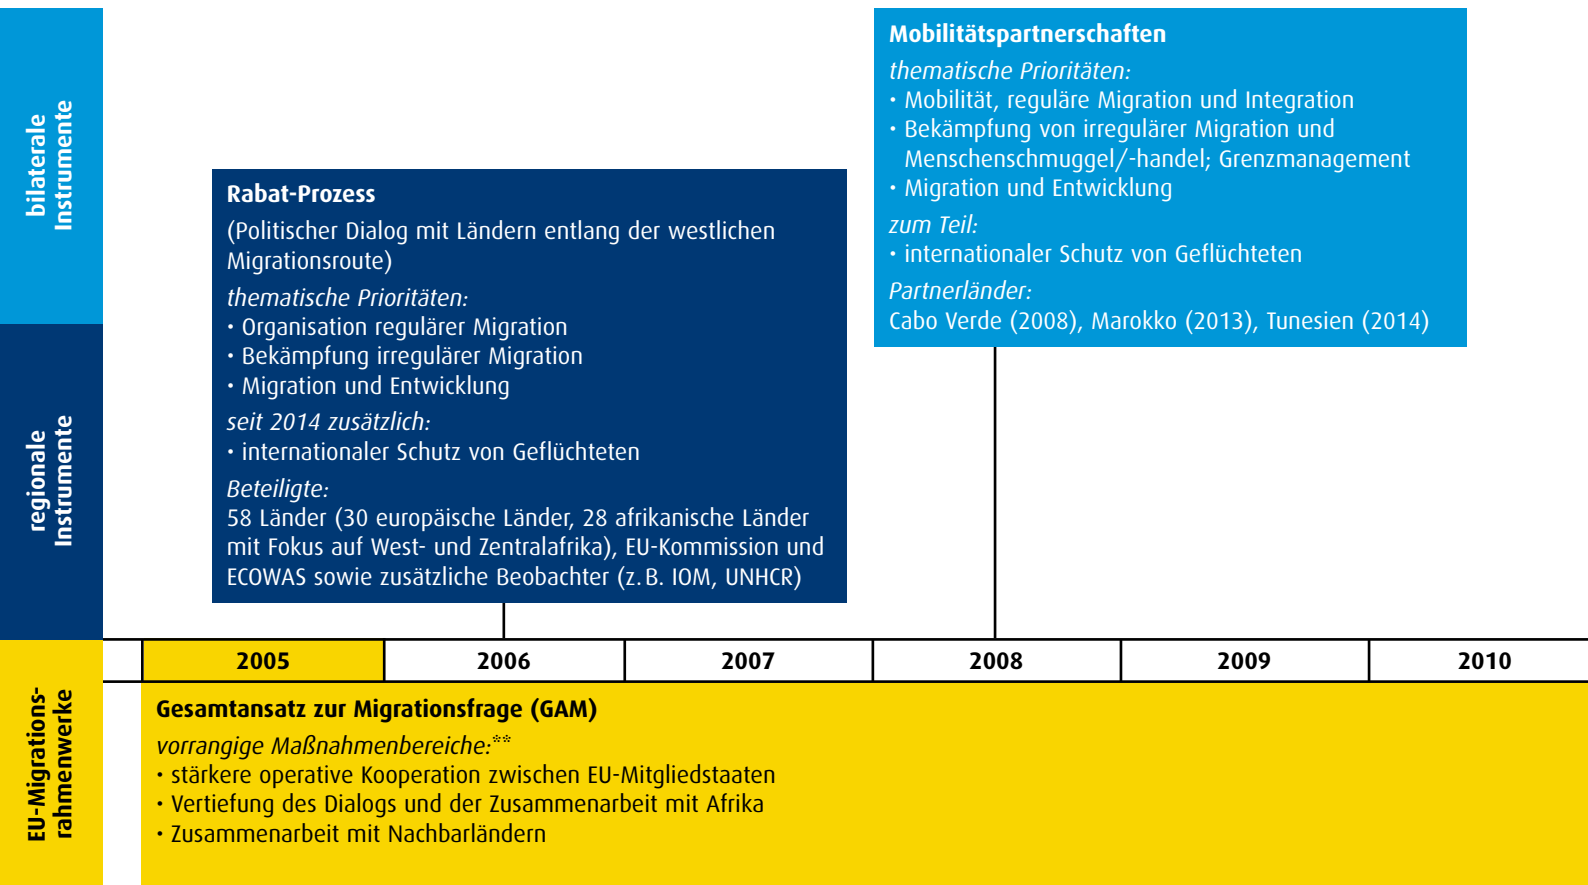 bilaterale
Instrumente
regionale
Instrumente
EU-Migrations-
rahmenwerke
Rabat-Prozess
(Politischer Dialog mit Ländern entlang der westlichen
Migrationsroute)
thematische Prioritäten:
· Organisation regulärer Migration
· Bekämpfung irregulärer Migration
· Migration und Entwicklung
seit 2014 zusätzlich:
· internationaler Schutz von Geflüchteten
Beteiligte:
58 Länder (30 europäische Länder, 28 afrikanische Länder
mit Fokus auf West- und Zentralafrika), EU-Kommission und
ECOWAS sowie zusätzliche Beobachter (z. B. IOM, UNHCR)
Mobilitätspartnerschaften
thematische Prioritäten:
· Mobilität, reguläre Migration und Integration
· Bekämpfung von irregulärer Migration und
Menschenschmuggel/-handel; Grenzmanagement
· Migration und Entwicklung
zum Teil:
· internationaler Schutz von Geflüchteten
Partnerländer:
Cabo Verde (2008), Marokko (2013), Tunesien (2014)
2005 2006 2007 2008 2009 2010
Gesamtansatz zur Migrationsfrage (GAM)
vorrangige Maßnahmenbereiche:**
· stärkere operative Kooperation zwischen EU-Mitgliedstaaten
· Vertiefung des Dialogs und der Zusammenarbeit mit Afrika
· Zusammenarbeit mit Nachbarländern